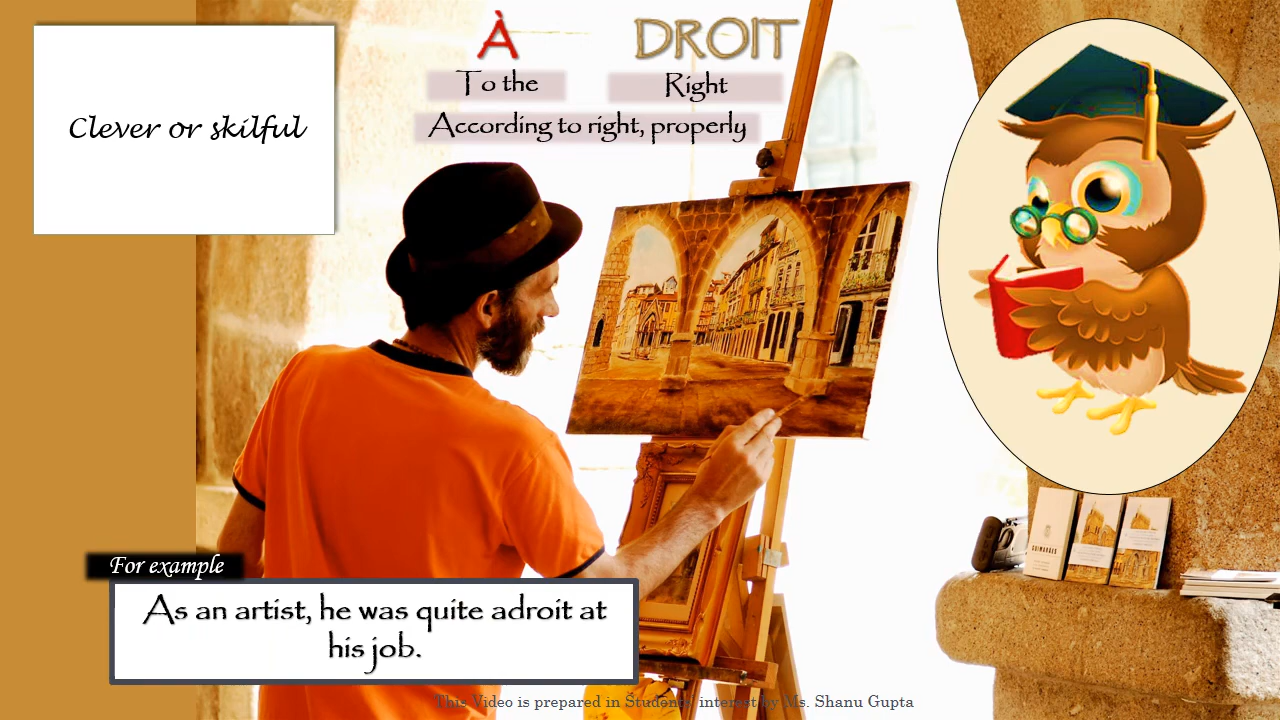 À DROIT
To the Right
According to right, properly
Clever or skilful
For example
As an artist, he was quite adroit at
his job.
GUIMARÃES
This Video is prepared in Students interest by Ms. Shanu Gupta